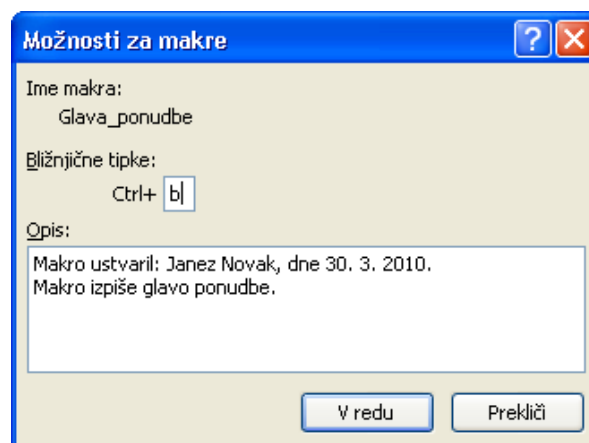 Možnosti za makre
Ime makra:
Glava_ponudbe
Bližnjične tipke:
Ctrl+ b
Opis:
Makro ustvaril: Janez Novak, dne 30. 3. 2010.
Makro izpiše glavo ponudbe.
V redu Prekliči